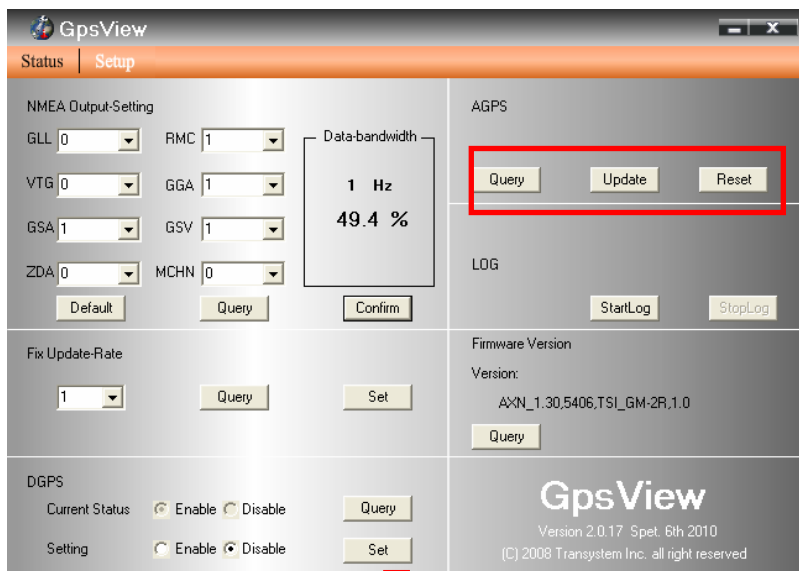 GpsView
Status | Setup
NMEA Output-Setting
GLL 0 RMC 1
VTG 0 GGA 1
GSA 1 GSV 1
ZDA 0 MCHN 0
Default Query
Data-bandwidth
1 Hz
49.4 %
Confirm
Fix Update-Rate
1 Query Set
DGPS
Current Status Enable Disable Query
Setting Enable Disable Set
AGPS
Query Update Reset
LOG
StartLog StopLog
Firmware Version
Version:
AXN_1.30,5406,TSI_GM-2R,1.0
Query
GpsView
Version 2.0.17 Spet. 6th 2010
(C) 2008 Transystem Inc. all right reserved